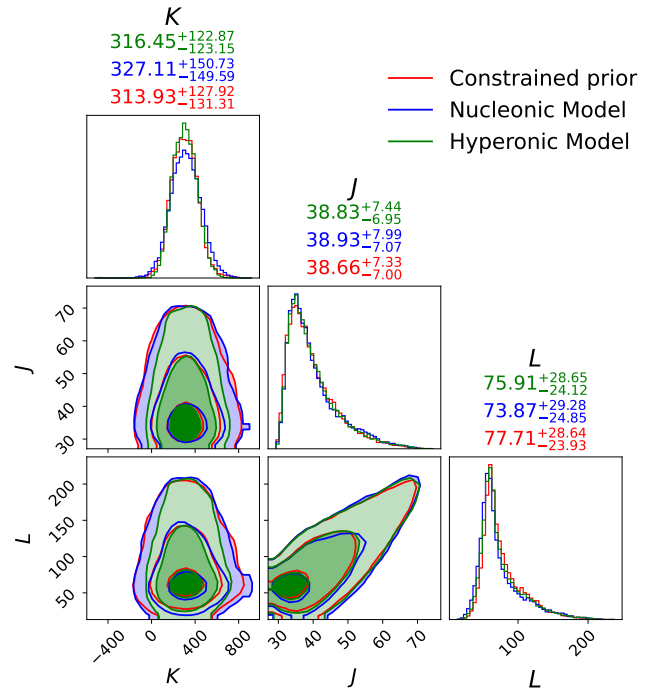 K
316.45+122.87−123.15
327.11+150.73−149.59
313.93+127.92−131.31
Constrained prior
Nucleonic Model
Hyperonic Model
J
38.83+7.44−6.95
38.93+7.99−7.07
38.66+7.33−7.00
L
75.91+28.65−24.12
73.87+29.28−24.85
77.71+28.64−23.93
J
70
60
50
40
30
L
200
150
100
50
−400 0 400 800
K
30 40 50 60 70
J
100 200
L